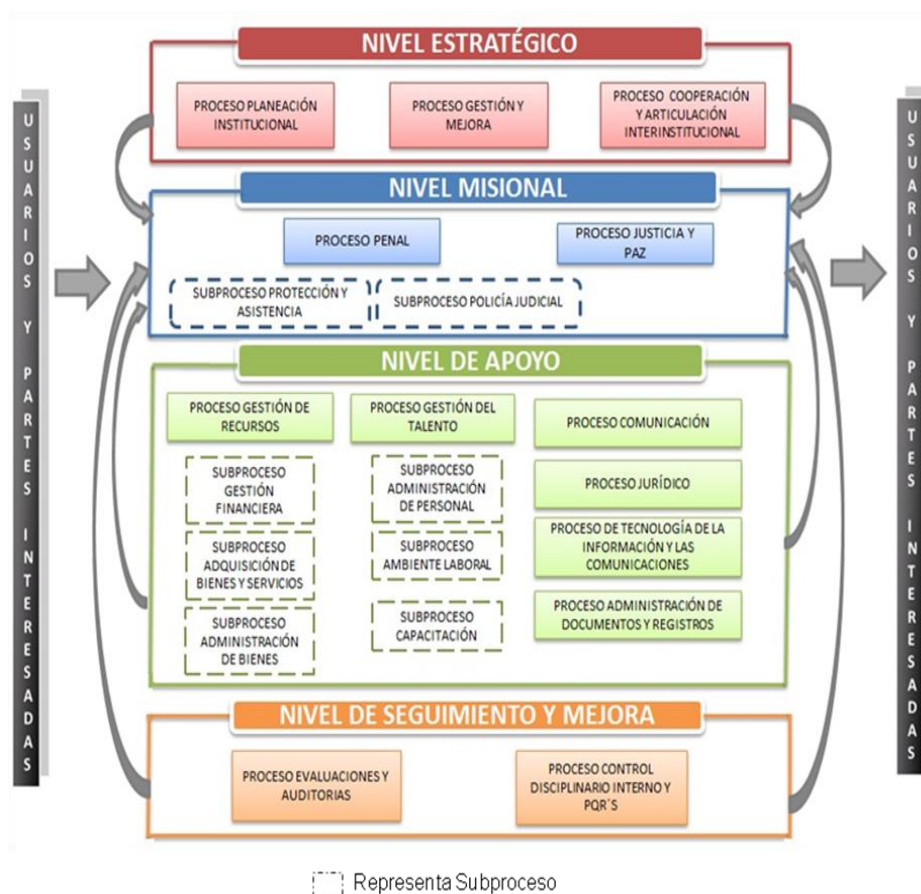 NIVEL ESTRATÉGICO
PROCESO PLANEACIÓN
INSTITUCIONAL
PROCESO GESTIÓN Y
MEJORA
PROCESO COOPERACIÓN
Y ARTICULACIÓN
INTERINSTITUCIONAL
USUARIOS Y PARTES INTERESADAS
NIVEL MISIONAL
PROCESO PENAL
PROCESO JUSTICIA Y
PAZ
SUBPROCESO PROTECCIÓN Y
ASISTENCIA
SUBPROCESO POLICÍA JUDICIAL
NIVEL DE APOYO
PROCESO GESTIÓN DE
RECURSOS
SUBPROCESO
GESTIÓN
FINANCIERA
SUBPROCESO
ADQUISICIÓN DE
BIENES Y SERVICIOS
SUBPROCESO
ADMINISTRACIÓN
DE BIENES
PROCESO GESTIÓN DEL
TALENTO
SUBPROCESO
ADMINISTRACIÓN
DE PERSONAL
SUBPROCESO
AMBIENTE LABORAL
SUBPROCESO
CAPACITACIÓN
PROCESO COMUNICACIÓN
PROCESO JURÍDICO
PROCESO DE TECNOLOGÍA DE LA
INFORMACIÓN Y LAS
COMUNICACIONES
PROCESO ADMINISTRACIÓN DE
DOCUMENTOS Y REGISTROS
NIVEL DE SEGUIMIENTO Y MEJORA
PROCESO EVALUACIONES Y
AUDITORIAS
PROCESO CONTROL
DISCIPLINARIO INTERNO Y
PQR´S
USUARIOS Y PARTES INTERESADAS
Representa Subproceso